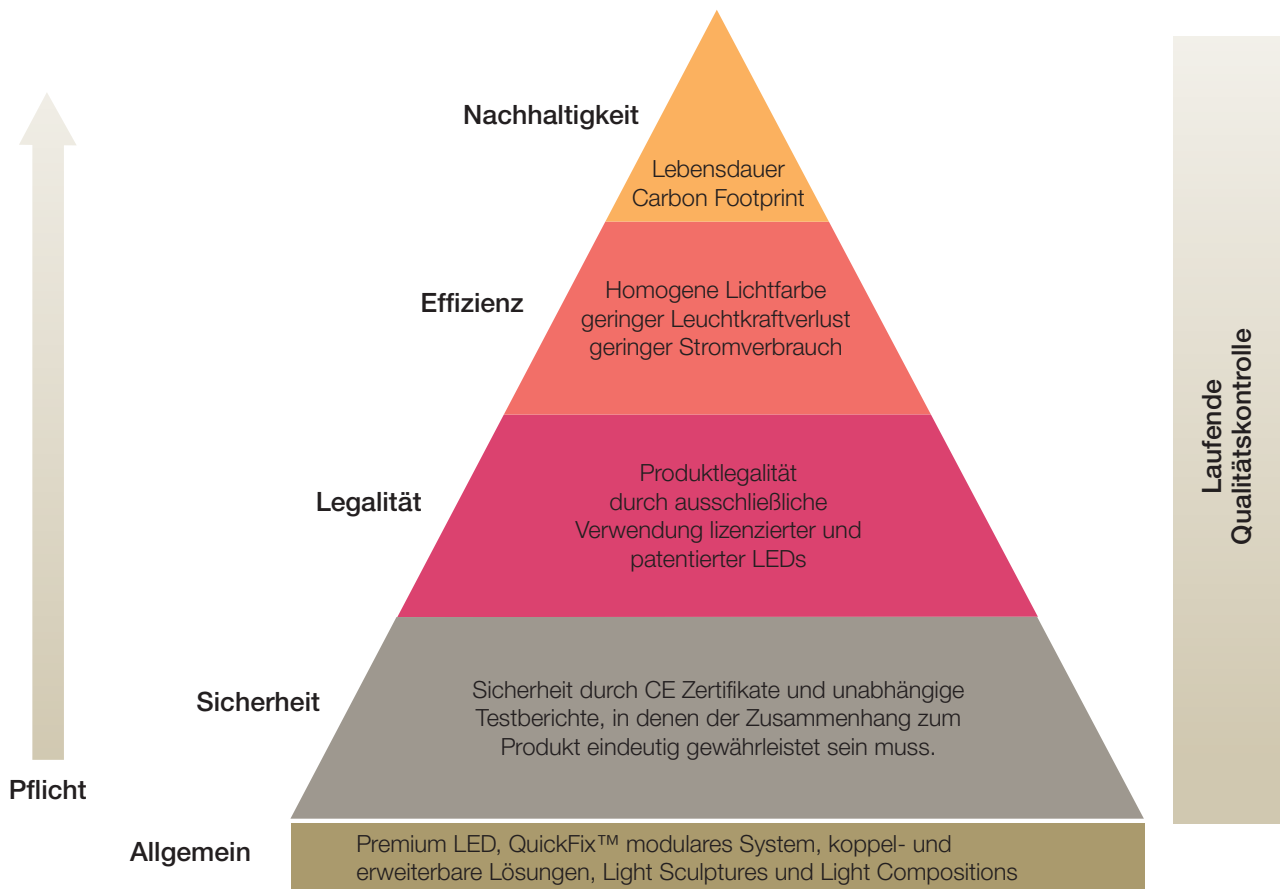 Nachhaltigkeit
Lebensdauer
Carbon Footprint
Effizienz
Homogene Lichtfarbe
geringer Leuchtkraftverlust
geringer Stromverbrauch
Legalität
Produktlegalität
durch ausschließliche
Verwendung lizenzierter und
patentierter LEDs
Sicherheit
Sicherheit durch CE Zertifikate und unabhängige
Testberichte, in denen der Zusammenhang zum
Produkt eindeutig gewährleistet sein muss.
Pflicht
Allgemein
Premium LED, QuickFix™ modulares System, koppel- und
erweiterbare Lösungen, Light Sculptures und Light Compositions
Laufende
Qualitätskontrolle